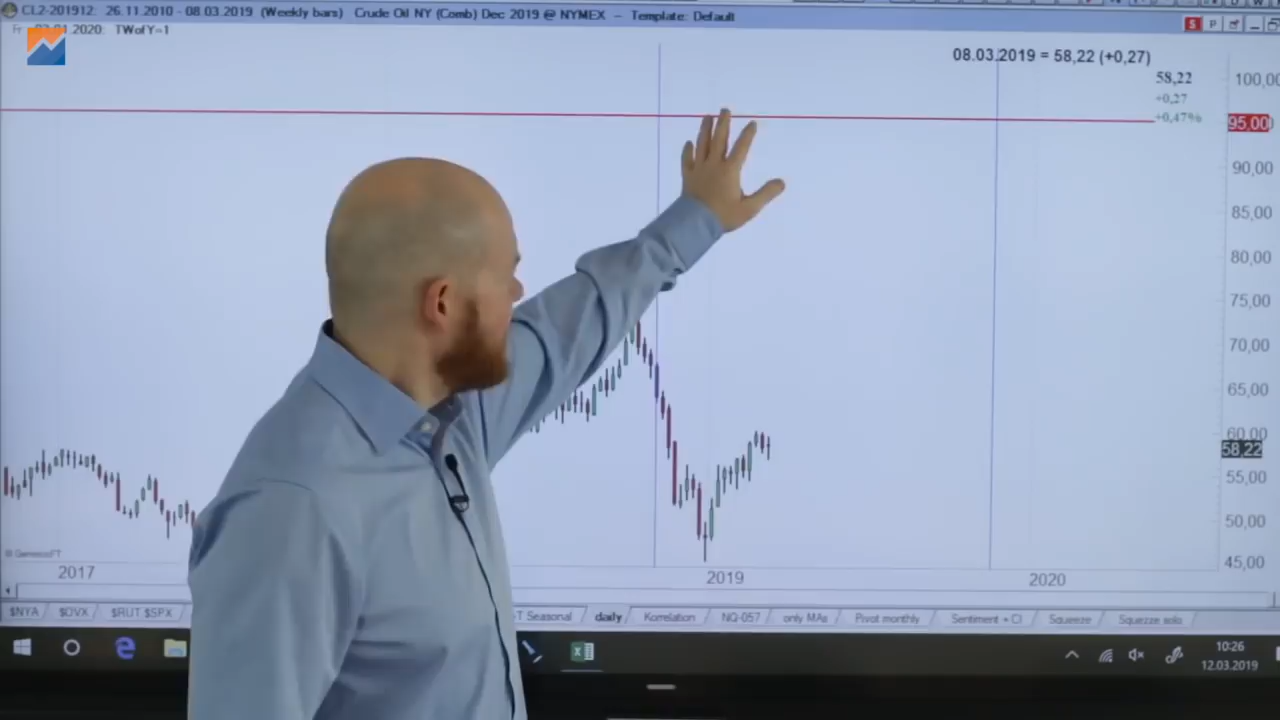 CL2-201912: 26.11.2010 - 08.03.2019 (Weekly bars) Crude Oil NY (Comb) Dec 2019 @ NYMEX – Template: Default
2020: TWofY=1
S P
08.03.2019 = 58,22 (+0,27)
58,22
+0,27
+0,47%
100,00
95,00
90,00
85,00
80,00
75,00
70,00
65,00
60,00
58,22
55,00
50,00
45,00
© GenesisFT
2017 2019 2020
$NYA $OVX $RUT $SPX T Seasonal daily Korrelation NQ-057 only MAs Pivot monthly Sentiment + CI Squeeze Squezze solo
10:26
12.03.2019